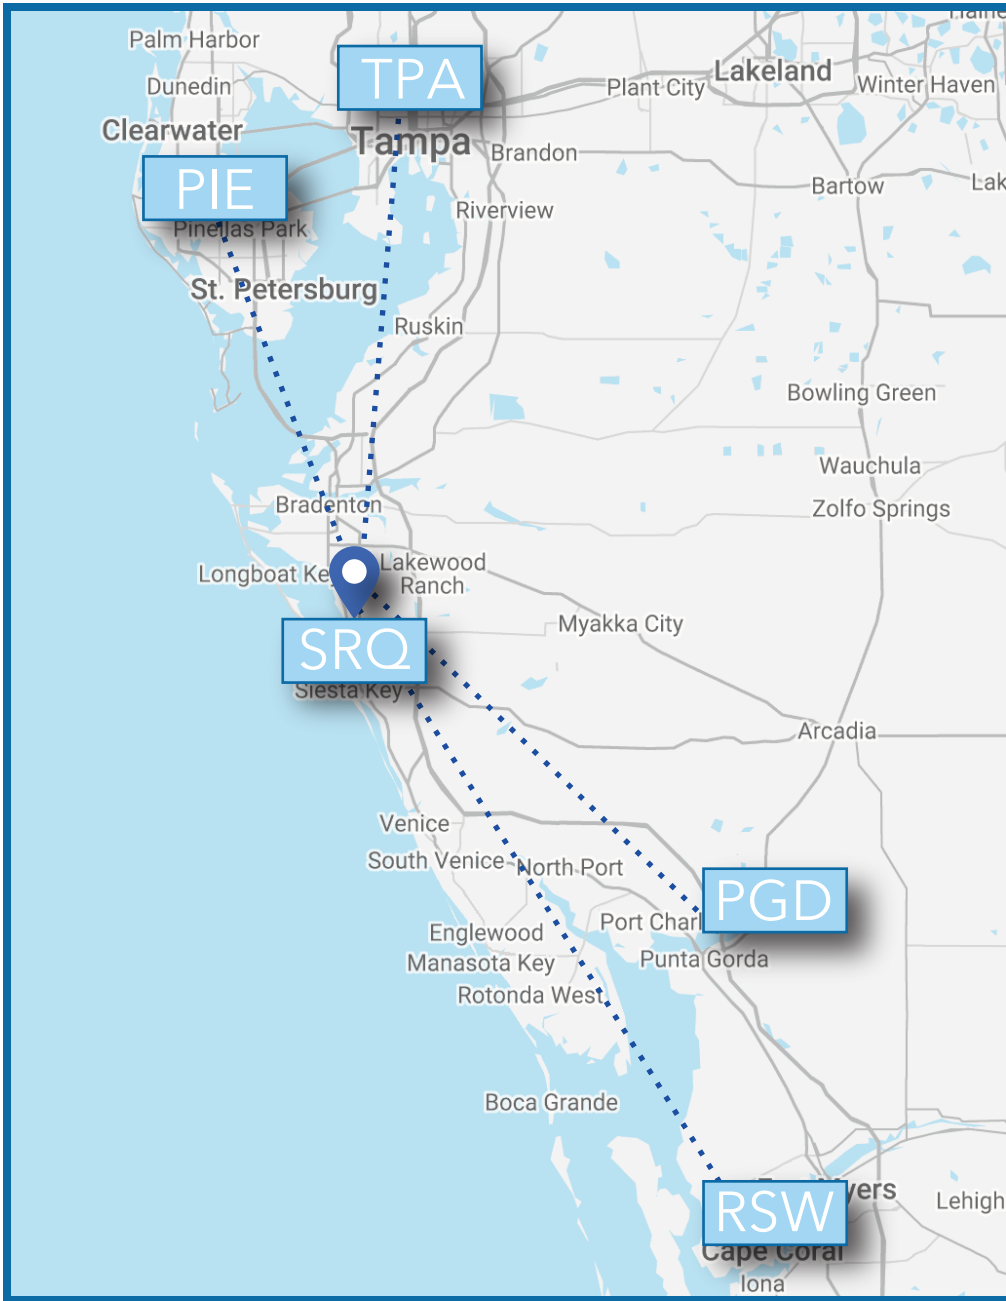 Palm Harbor
TPA
Lakeland
Dunedin
Plant City
Winter Haven
Clearwater
Tampa
Brandon
PIE
Bartow
Riverview
Pinellas Park
St. Petersburg
Ruskin
Bowling Green
Wauchula
Bradenton
Zolfo Springs
Longboat Key
Lakewood
Ranch
Myakka City
SRQ
Siesta Key
Arcadia
Venice
South Venice
North Port
PGD
Port Charl
Englewood
Manasota Key
Punta Gorda
Rotonda West
Boca Grande
yers
Lehigh
RSW
Cape Coral
Iona